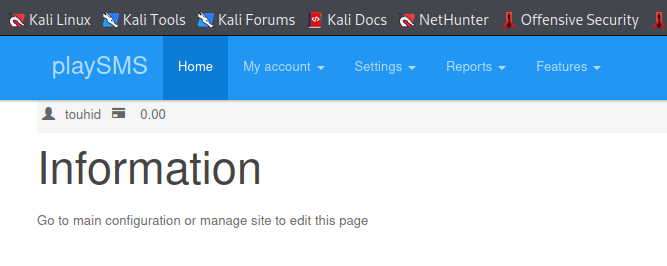 Kali Linux Kali Tools Kali Forums Kali Docs NetHunter Offensive Security
playSMS Home My account Settings Reports Features
touhid 0.00
Information
Go to main configuration or manage site to edit this page